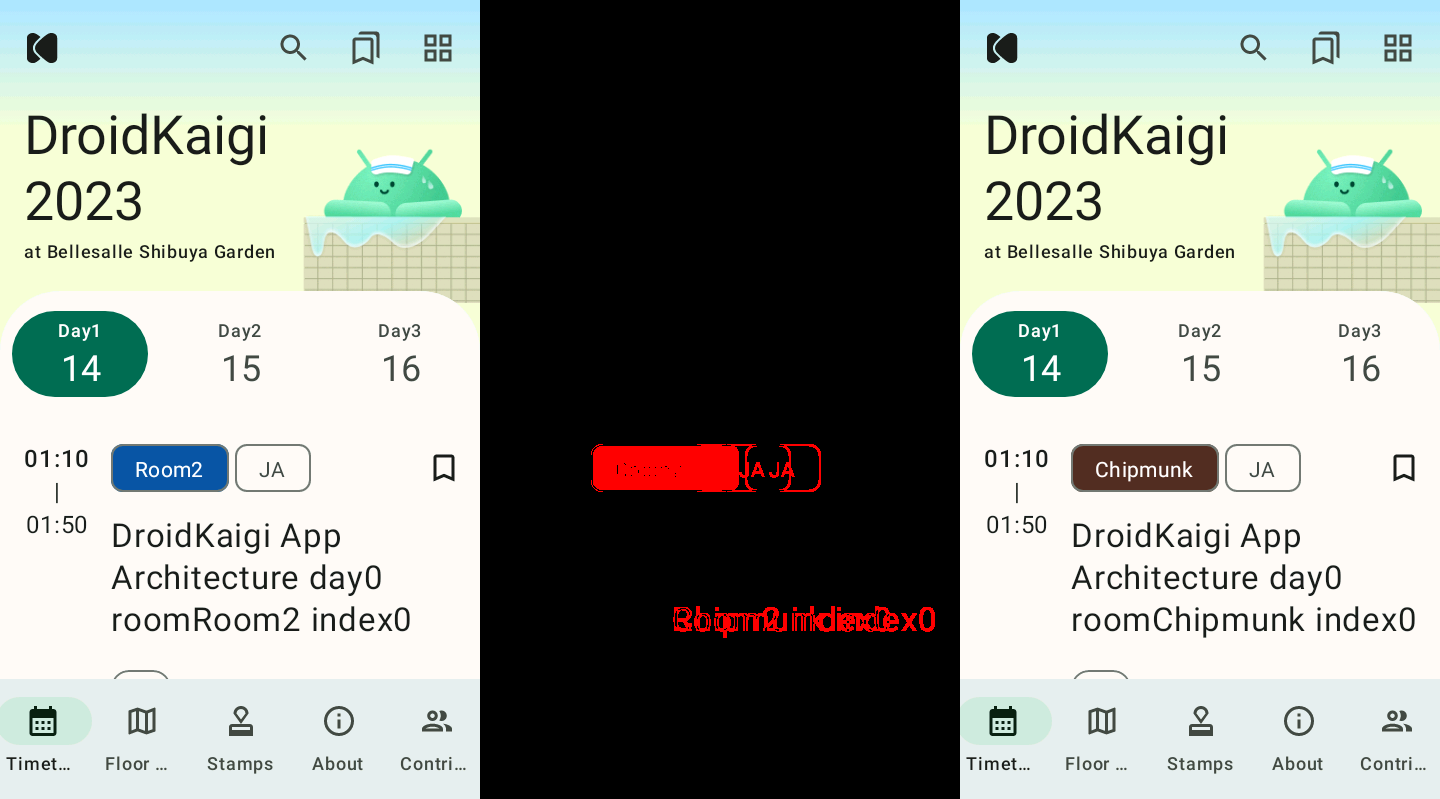 DroidKaigi
2023
at Bellesalle Shibuya Garden
Day1
14
Day2
15
Day3
16
01:10
|
01:50
Room2
JA
DroidKaigi App
Architecture day0
roomRoom2 index0
Timet…
Floor …
Stamps
About
Contri…
JA JA
DroidKaigi
2023
at Bellesalle Shibuya Garden
Day1
14
Day2
15
Day3
16
01:10
|
01:50
Chipmunk
JA
DroidKaigi App
Architecture day0
roomChipmunk index0
Timet…
Floor …
Stamps
About
Contri…